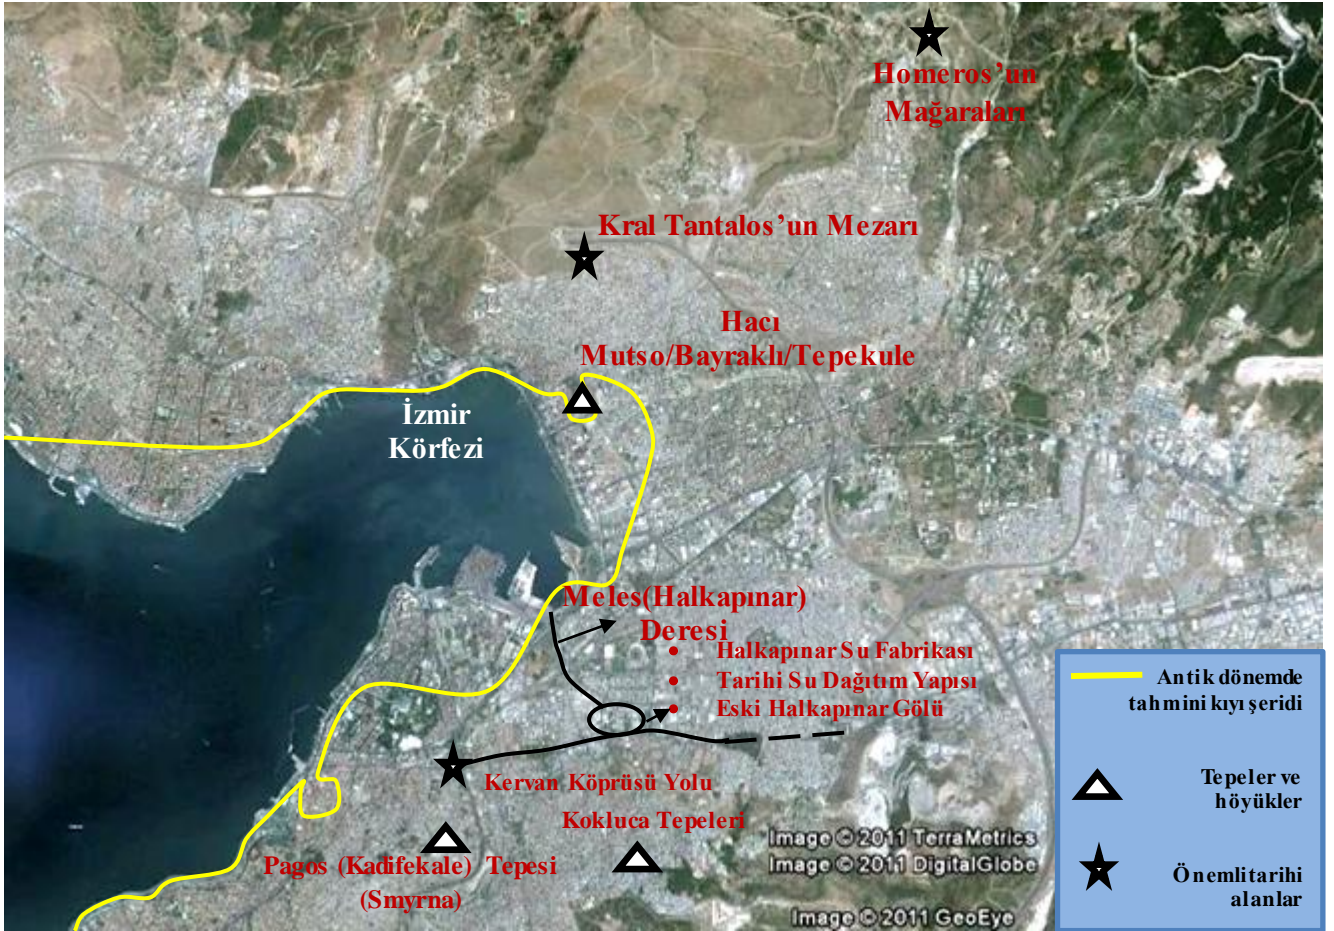 Homeros’un
Mağaraları
Kral Tantalos’un Mezarı
Hacı
Mutso/Bayraklı/Tepekule
İzmir
Körfezi
Meles(Halkapınar)
Deresi
• Halkapınar Su Fabrikası
• Tarihi Su Dağıtım Yapısı
• Eski Halkapınar Gölü
Kervan Köprüsü Yolu
Kokluca Tepeleri
Pagos (Kadifekale) Tepesi
(Smyrna)
Image © 2011 TerraMetrics
Image © 2011 DigitalGlobe
Image © 2011 GeoEye
Antik dönemde
tahmini kıyı şeridi
Tepeler ve
höyükler
Önemli tarihi
alanlar